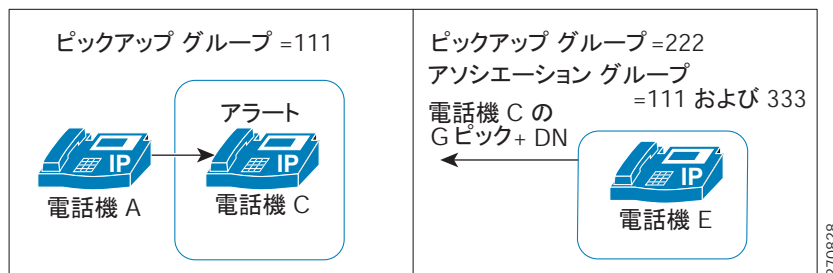 ピックアップ グループ =111
アラート
IP
IP
電話機 A
電話機 C
ピックアップ グループ =222
アソシエーション グループ
=111 および 333
電話機 C の
G ピック+ DN
IP
電話機 E
270828